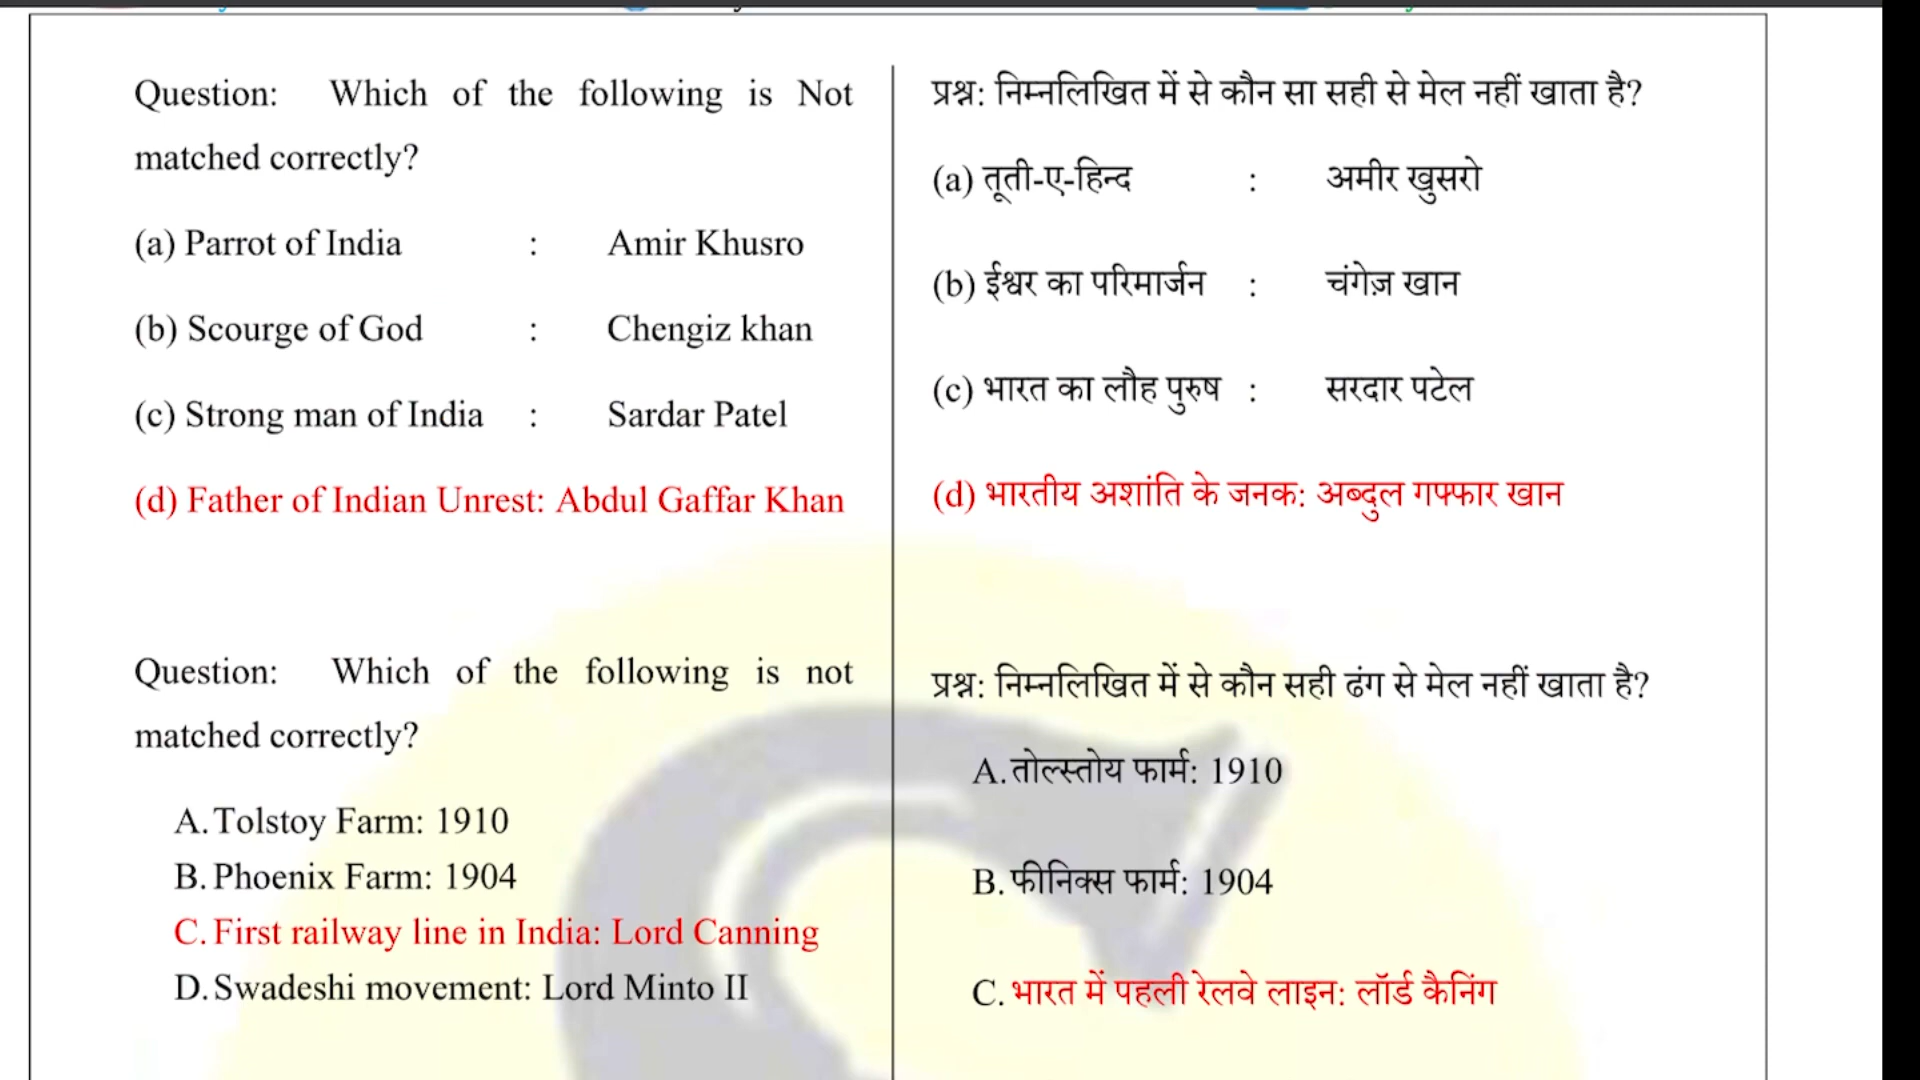 Question: Which of the following is Not
matched correctly?
(a) Parrot of India : Amir Khusro
(b) Scourge of God : Chengiz khan
(c) Strong man of India : Sardar Patel
(d) Father of Indian Unrest: Abdul Gaffar Khan
Question: Which of the following is not
matched correctly?
A. Tolstoy Farm: 1910
B. Phoenix Farm: 1904
C. First railway line in India: Lord Canning
D. Swadeshi movement: Lord Minto II
प्रश्न: निम्नलिखित में से कौन सा सही से मेल नहीं खाता है?
(a) तूती-ए-हिन्द : अमीर खुसरो
(b) ईश्वर का परिमार्जन : चंगेज़ खान
(c) भारत का लौह पुरुष : सरदार पटेल
(d) भारतीय अशांति के जनक: अब्दुल गफ्फार खान
प्रश्न: निम्नलिखित में से कौन सही ढंग से मेल नहीं खाता है?
A. तोल्स्तोय फार्म: 1910
B. फीनिक्स फार्म: 1904
C. भारत में पहली रेलवे लाइन: लॉर्ड कैनिंग